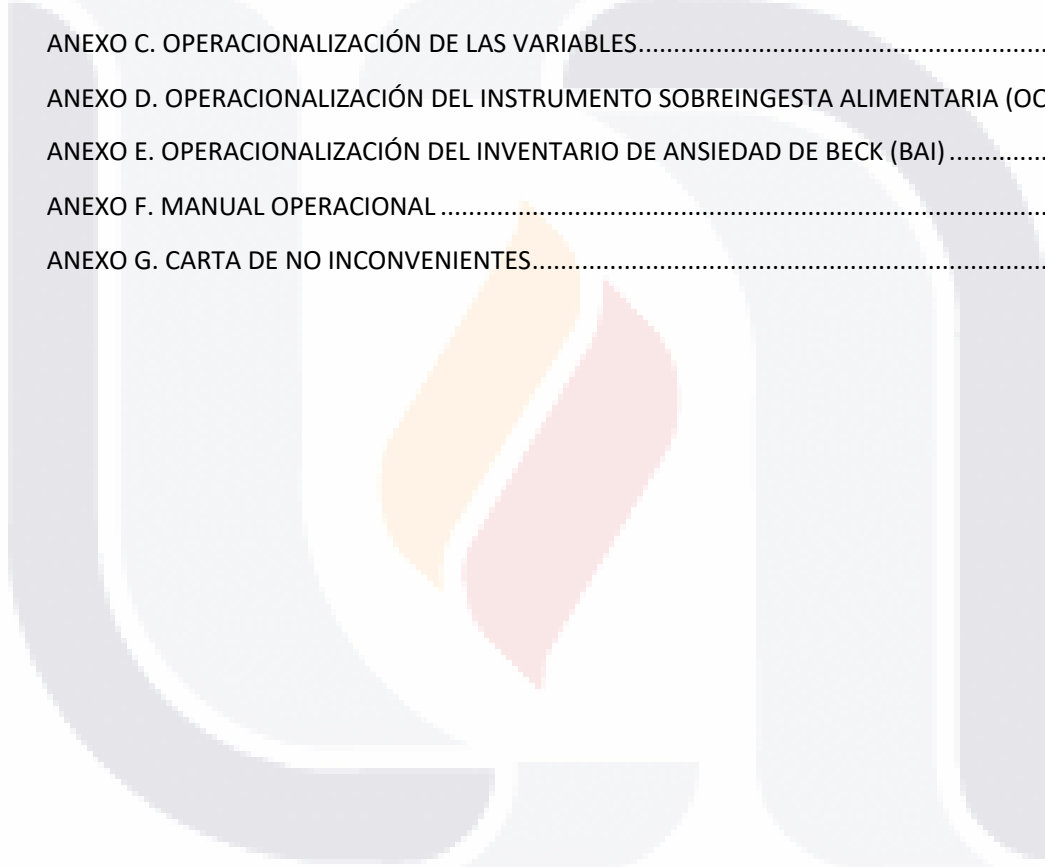 ANEXO C. OPERACIONALIZACIÓN DE LAS VARIABLES.......................................................
ANEXO D. OPERACIONALIZACIÓN DEL INSTRUMENTO SOBREINGESTA ALIMENTARIA
ANEXO E. OPERACIONALIZACIÓN DEL INVENTARIO DE ANSIEDAD DE BECK (BAI) .............
ANEXO F. MANUAL OPERACIONAL ...................................................................................
ANEXO G. CARTA DE NO INCONVENIENTES.......................................................................